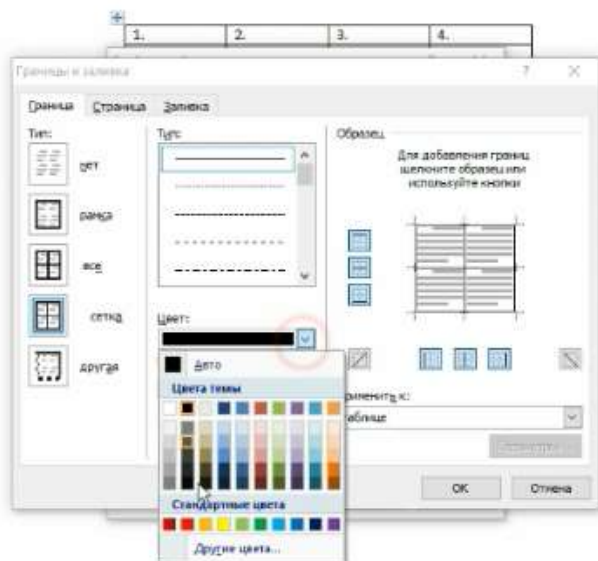 1. 2. 3. 4.
Границы и заливка ? ×
Граница Страница Заливка
Тип:
нет
рамка
все
сетка
другая
Тип:
Цвет:
Авто
Цвета темы
Стандартные цвета
Другие цвета...
Образец
Для добавления границ
щелкните образец или
используйте кнопки
Применить к:
таблице
Параметры...
ОК Отмена